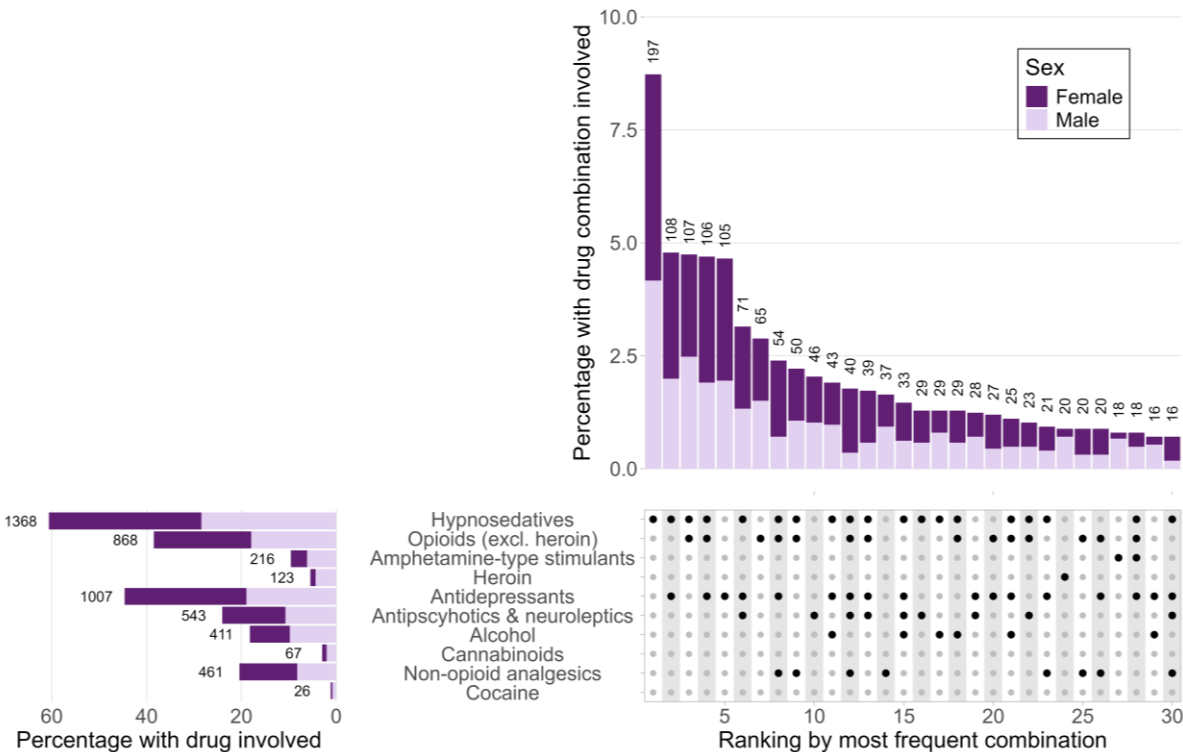 10.0
7.5
5.0
2.5
0.0
Percentage with drug combination involved
197
108
107
106
105
71
65
54
50
46
43
40
39
37
33
29
29
29
28
27
25
23
21
20
20
20
18
18
16
16
Sex
Female
Male
1368
868
216
123
1007
543
411
67
461
26
60 40 20 0
Percentage with drug involved
Hypnosedatives
Opioids (excl. heroin)
Amphetamine-type stimulants
Heroin
Antidepressants
Antipscyhotics & neuroleptics
Alcohol
Cannabinoids
Non-opioid analgesics
Cocaine
5 10 15 20 25 30
Ranking by most frequent combination